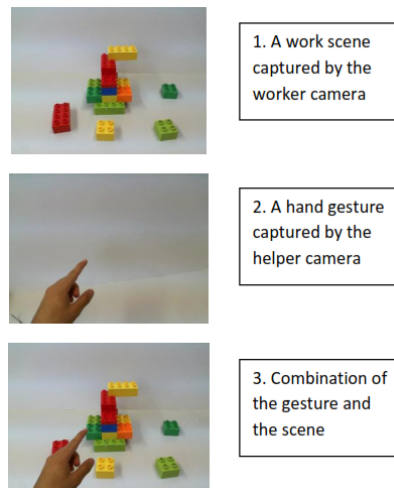 1. A work scene
captured by the
worker camera
2. A hand gesture
captured by the
helper camera
3. Combination of
the gesture and
the scene